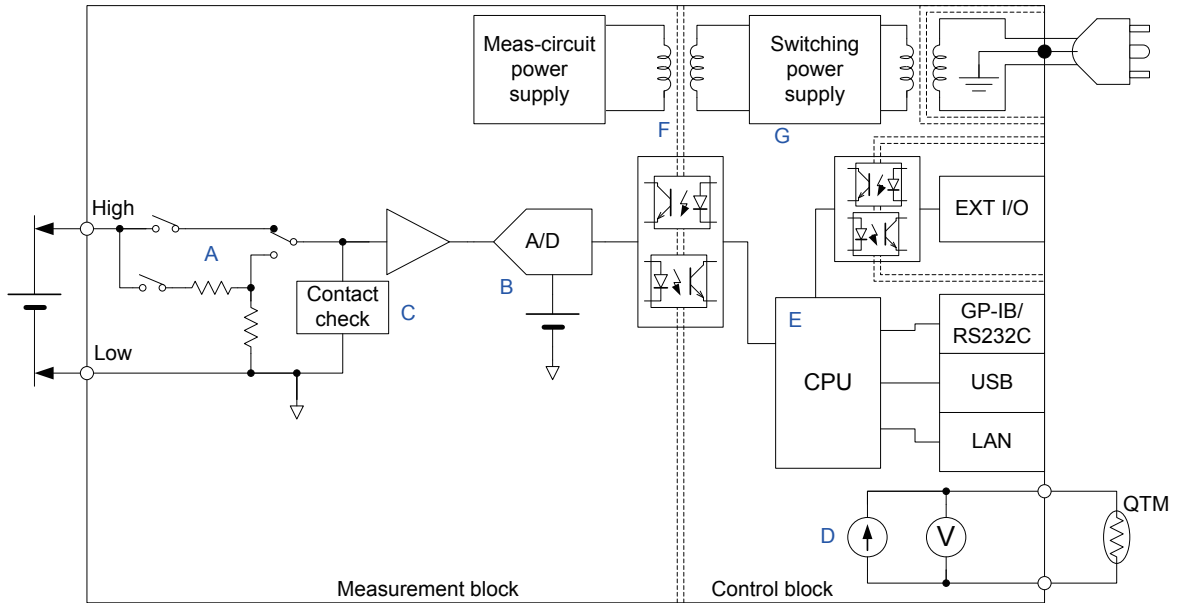 Meas-circuit
power
supply
Switching
power
supply
F
G
High
A
A/D
B
EXT I/O
Contact
check
C
E
GP-IB/
RS232C
CPU
USB
Low
LAN
QTM
D
V
Measurement block
Control block